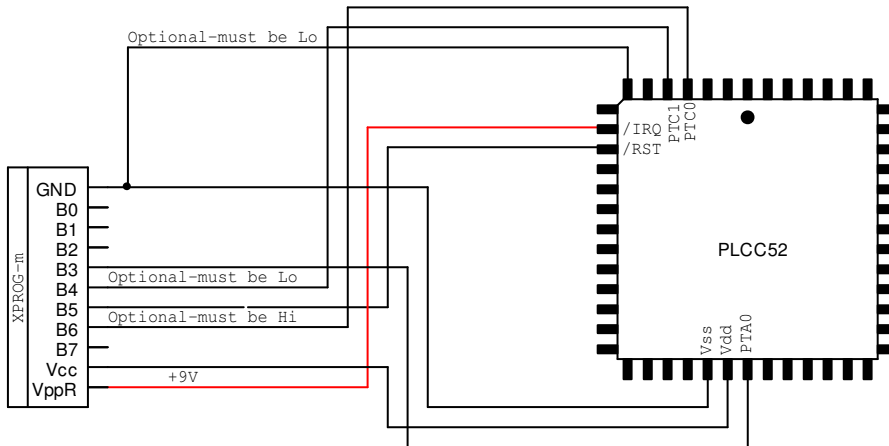 Optional-must be Lo
PTC1
PTC0
/IRQ
/RST
GND
B0
B1
B2
B3
Optional-must be Lo
B4
B5
Optional-must be Hi
B6
B7
Vcc
+9V
VppR
XPROG-m
PLCC52
Vss
Vdd
PTA0